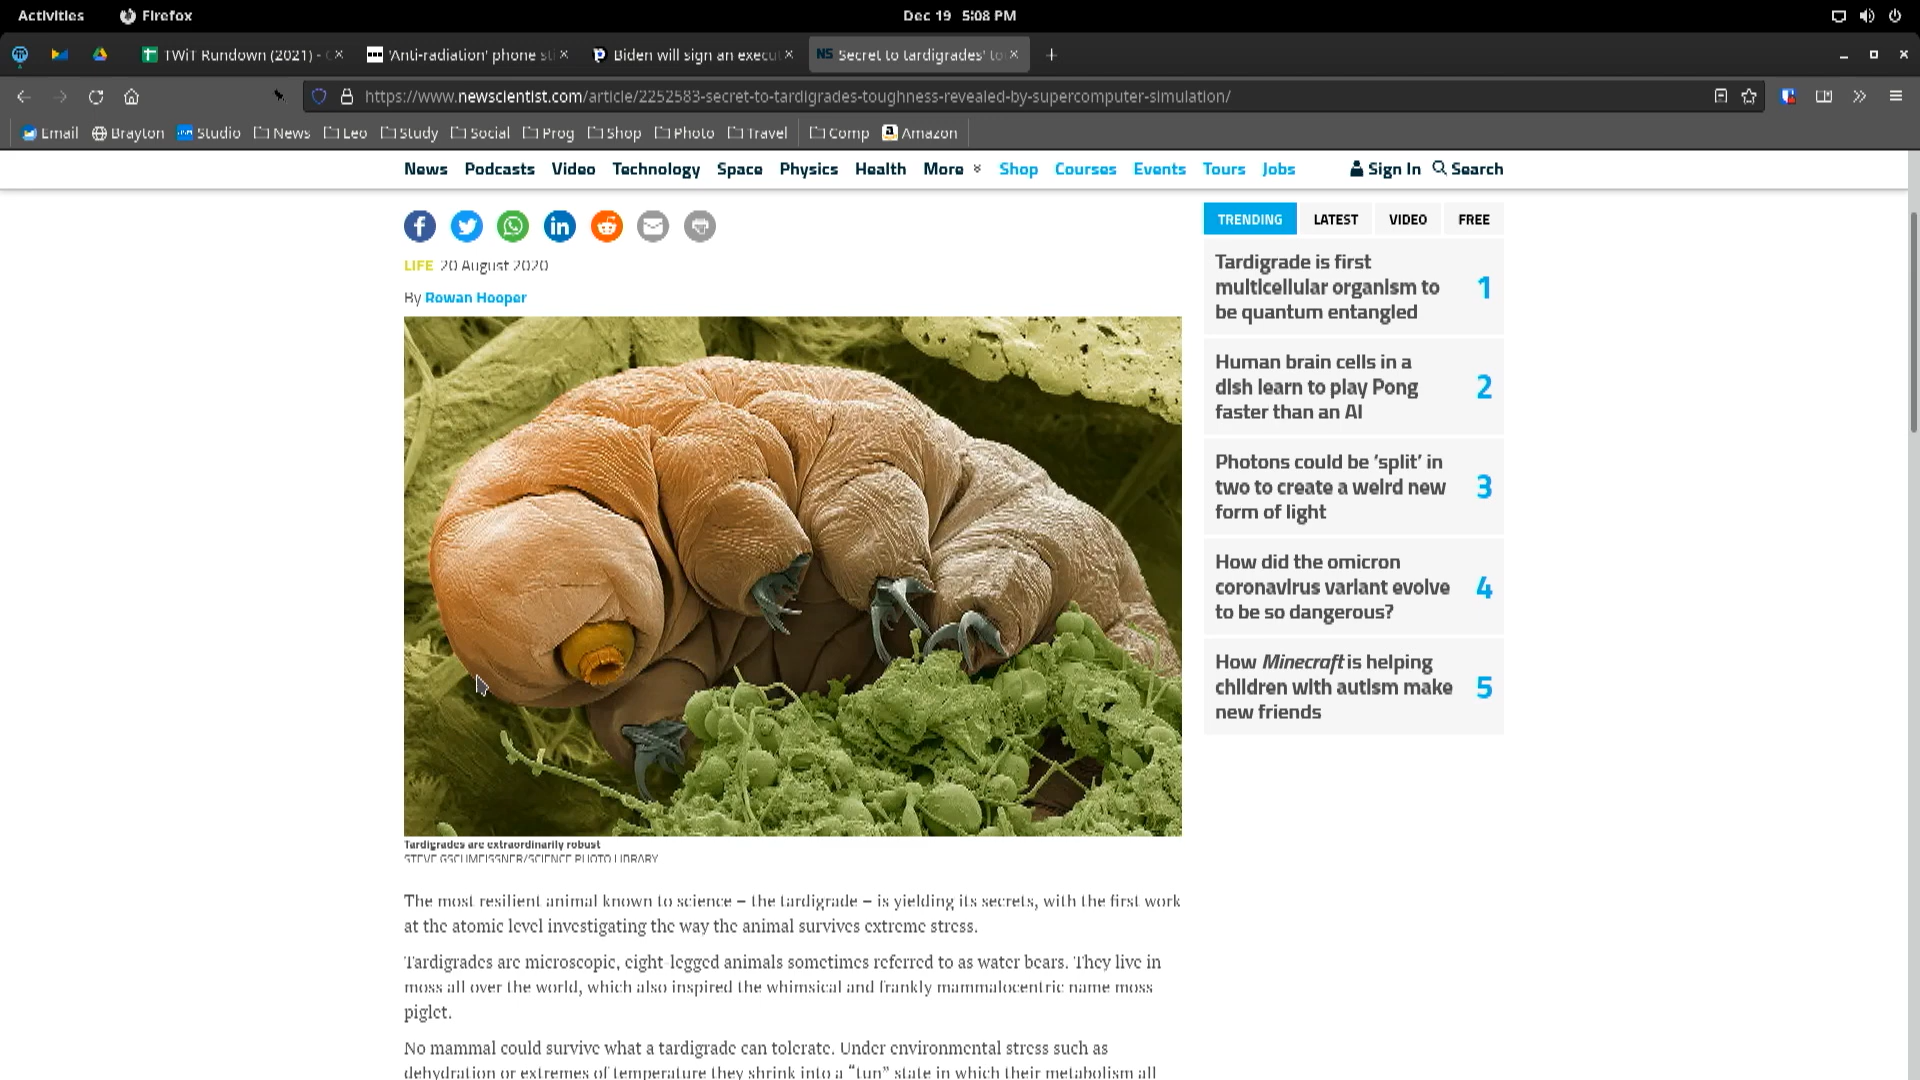 Activities Firefox Dec 19 5:08 PM
TWiT Rundown (2021) - 'Anti-radiation' phone sti Biden will sign an execut NS Secret to tardigrades' to
https://www.newscientist.com/article/2252583-secret-to-tardigrades-toughness-revealed-by-supercomputer-simulation/
Email Brayton Studio News Leo Study Social Prog Shop Photo Travel Comp Amazon
News Podcasts Video Technology Space Physics Health More Shop Courses Events Tours Jobs Sign In Search
LIFE 20 August 2020
By Rowan Hooper
Tardigrades are extraordinarily robust
STEVE GSCHMEISSNER/SCIENCE PHOTO LIBRARY
The most resilient animal known to science – the tardigrade – is yielding its secrets, with the first work
at the atomic level investigating the way the animal survives extreme stress.
Tardigrades are microscopic, eight-legged animals sometimes referred to as water bears. They live in
moss all over the world, which also inspired the whimsical and frankly mammalocentric name moss
piglet.
No mammal could survive what a tardigrade can tolerate. Under environmental stress such as
dehydration or extremes of temperature they shrink into a “tun” state in which their metabolism all
TRENDING LATEST VIDEO FREE
Tardigrade is first
multicellular organism to 1
be quantum entangled
Human brain cells in a
dish learn to play Pong 2
faster than an AI
Photons could be ‘split’ in
two to create a weird new 3
form of light
How did the omicron
coronavirus variant evolve 4
to be so dangerous?
How Minecraft is helping
children with autism make 5
new friends